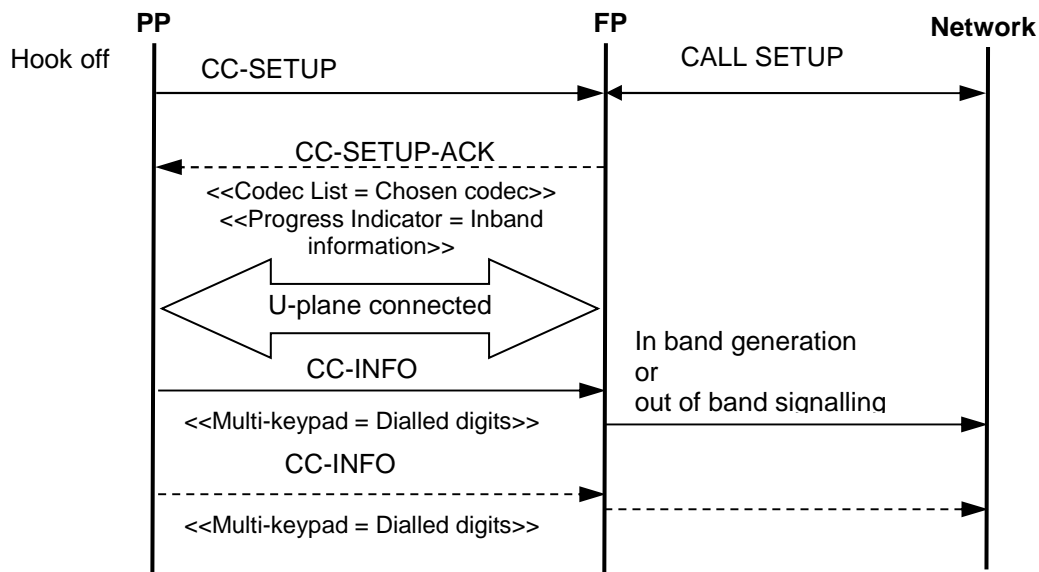 PP
FP
Network
Hook off
CC-SETUP
CALL SETUP
CC-SETUP-ACK
<<Codec List = Chosen codec>>
<<Progress Indicator = Inband
information>>
U-plane connected
In band generation
or
out of band signalling
CC-INFO
<<Multi-keypad = Dialled digits>>
CC-INFO
<<Multi-keypad = Dialled digits>>